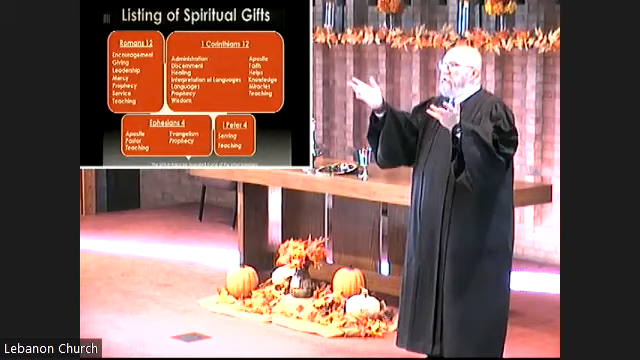 Listing of Spiritual Gifts
Romans 12
Encouragement
Giving
Leadership
Mercy
Prophecy
Service
Teaching
1 Corinthians 12
Administration
Discernment
Healing
Interpretation of Languages
Languages
Prophecy
Wisdom
Apostle
Faith
Helps
Knowledge
Miracles
Teaching
Ephesians 4
Apostle
Pastor
Teaching
Evangelism
Prophecy
1 Peter 4
Serving
Teaching
Lebanon Church